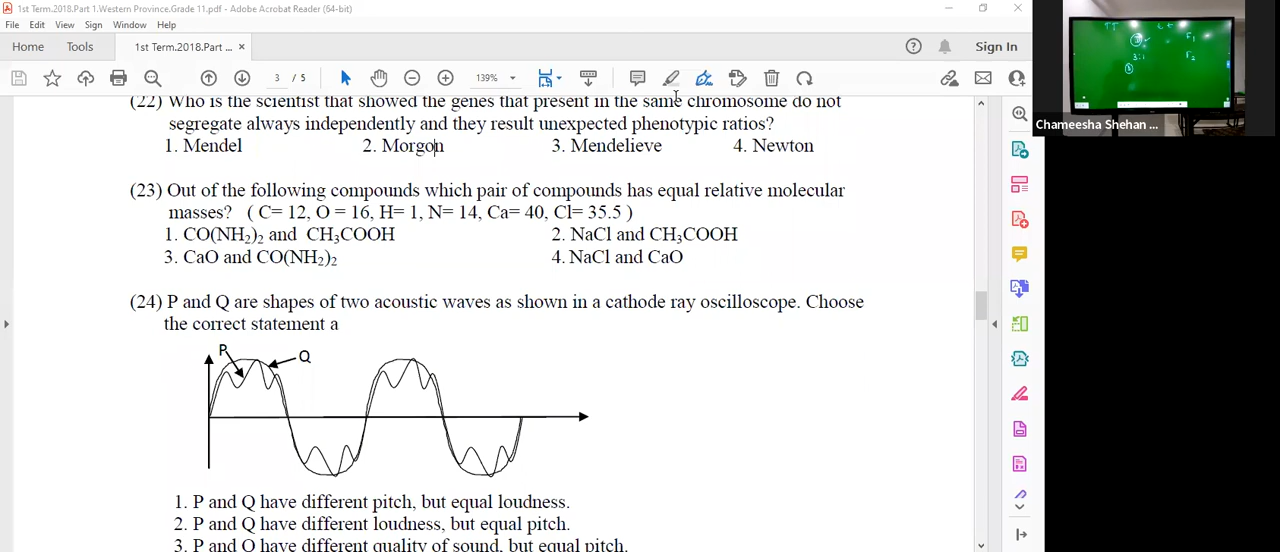 1st Term.2018.Part 1.Western Province.Grade 11.pdf - Adobe Acrobat Reader (64-bit)
File Edit View Sign Window Help
Home Tools 1st Term.2018.Part ... × Sign In
3 / 5 139%
(22) Who is the scientist that showed the genes that present in the same chromosome do not
segregate always independently and they result unexpected phenotypic ratios?
1. Mendel 2. Morgon 3. Mendelieve 4. Newton
(23) Out of the following compounds which pair of compounds has equal relative molecular
masses? ( C= 12, O = 16, H= 1, N= 14, Ca= 40, Cl= 35.5 )
1. CO(NH₂)₂ and CH₃COOH 2. NaCl and CH₃COOH
3. CaO and CO(NH₂)₂ 4. NaCl and CaO
(24) P and Q are shapes of two acoustic waves as shown in a cathode ray oscilloscope. Choose
the correct statement a
P
Q
1. P and Q have different pitch, but equal loudness.
2. P and Q have different loudness, but equal pitch.
3. P and Q have different quality of sound, but equal pitch.
TT
F₁
3:1
F₂
Chameesha Shehan ...